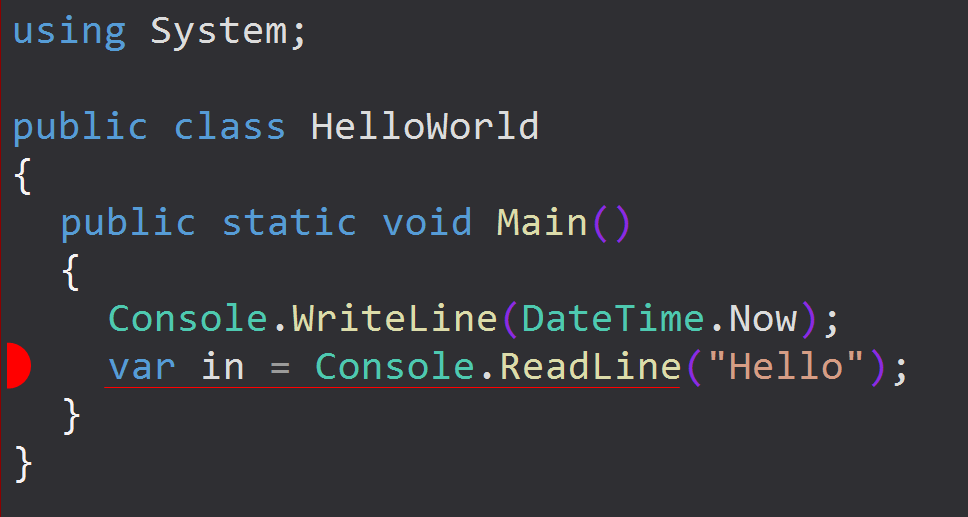 using System;

public class HelloWorld
{
  public static void Main()
  {
    Console.WriteLine(DateTime.Now);
    var in = Console.ReadLine("Hello");
  }
}